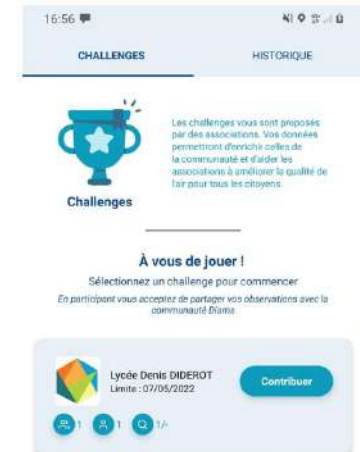 16:56
CHALLENGES
HISTORIQUE
Les challenges vous sont proposés
par des associations. Vos données
permettront d'enrichir celles de
la communauté et d'aider les
associations à améliorer la qualité de
l'air pour tous les citoyens.
Challenges
À vous de jouer !
Sélectionnez un challenge pour commencer
En participant vous acceptez de partager vos observations avec la
communauté Diams
Lycée Denis DIDEROT
Limite : 07/05/2022
Contribuer
1
1
1/-